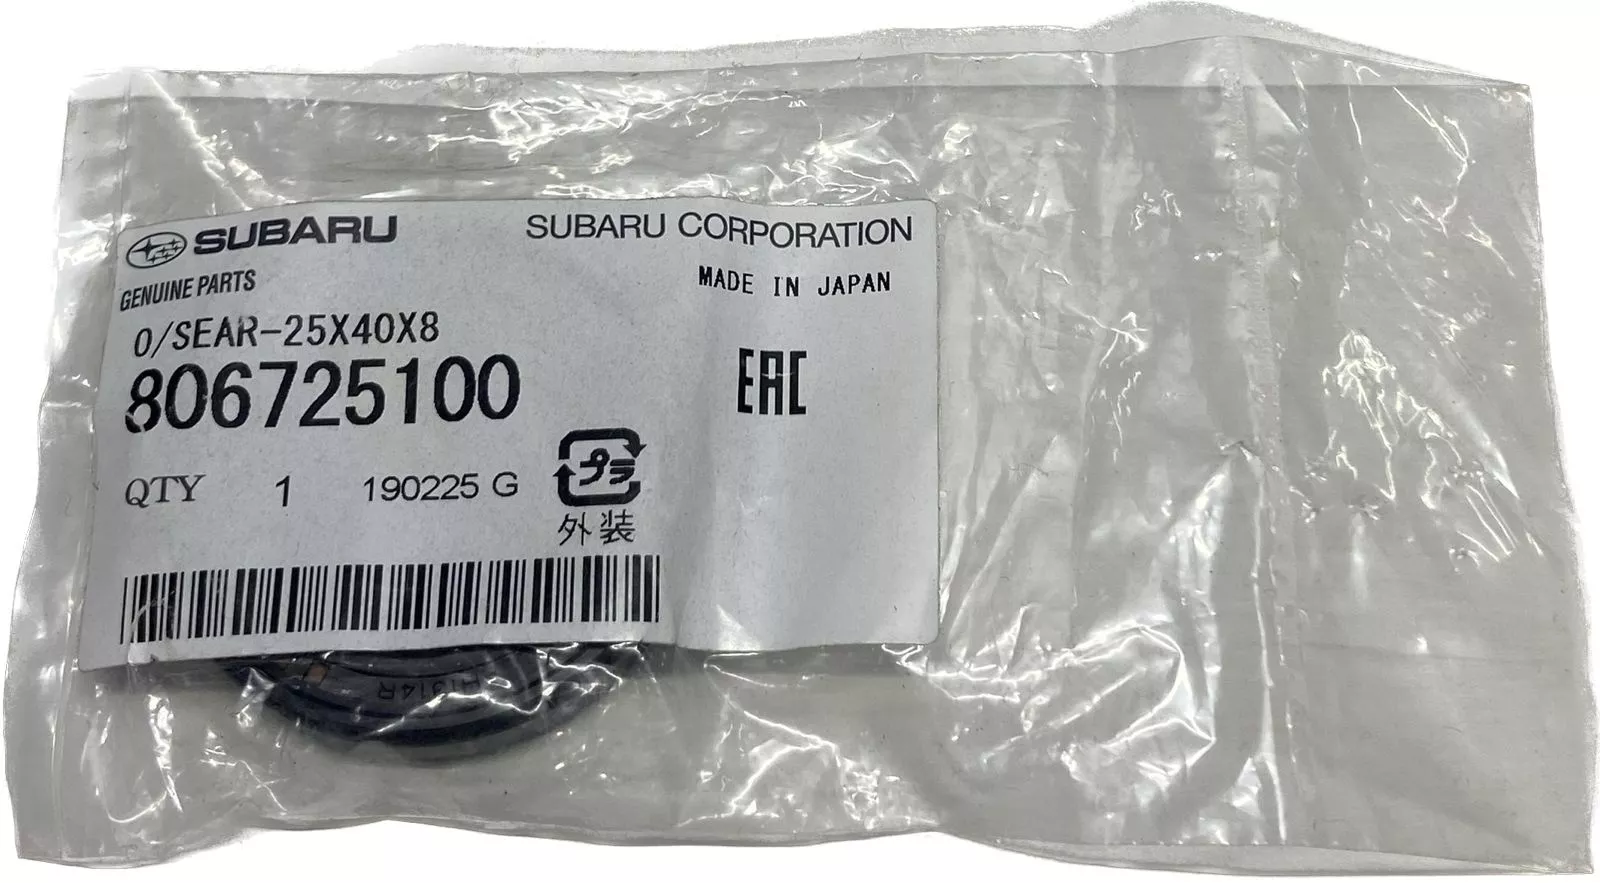 SUBARU
SUBARU CORPORATION
GENUINE PARTS
MADE IN JAPAN
O/SEAR-25X40X8
806725100
EAC
QTY 1 190225 G
プラ
外装
H1314R